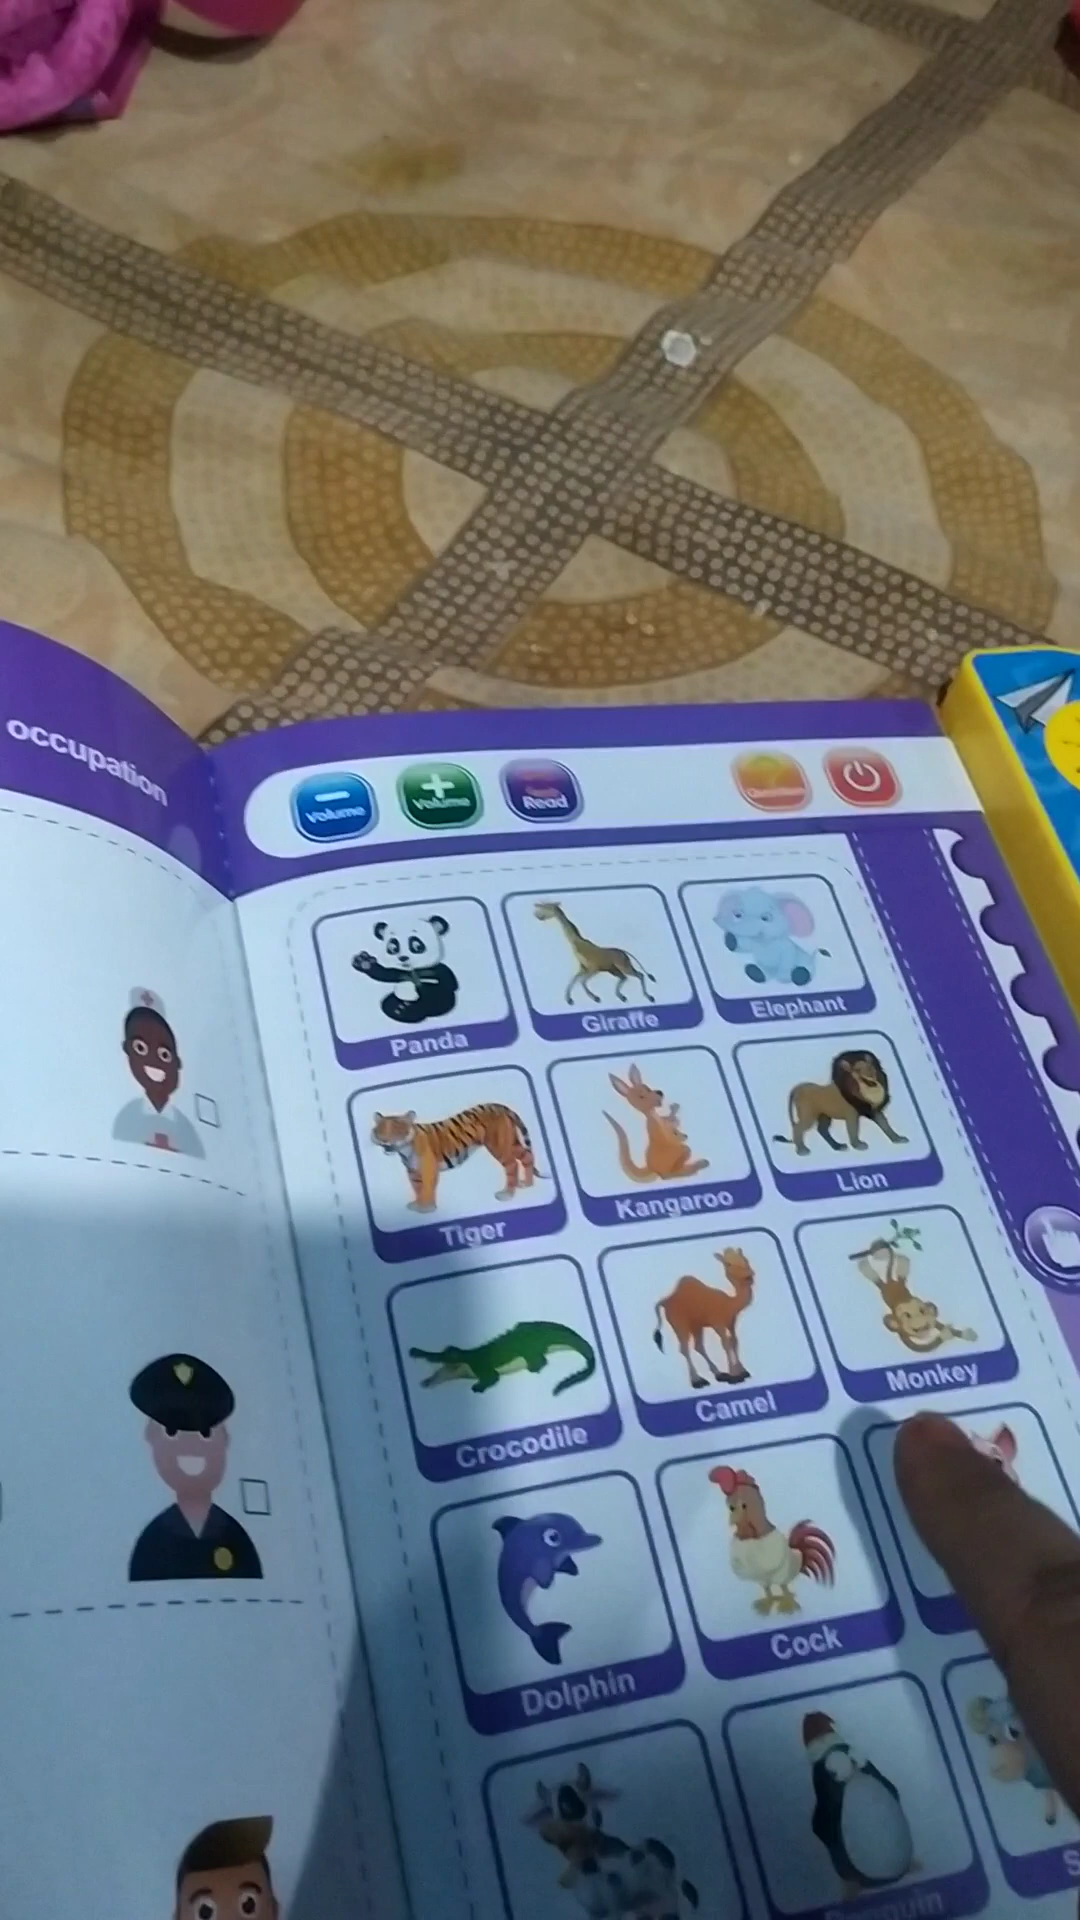 occupation
Volume
Volume
Read
Panda
Giraffe
Elephant
Tiger
Kangaroo
Lion
Crocodile
Camel
Monkey
Dolphin
Cock